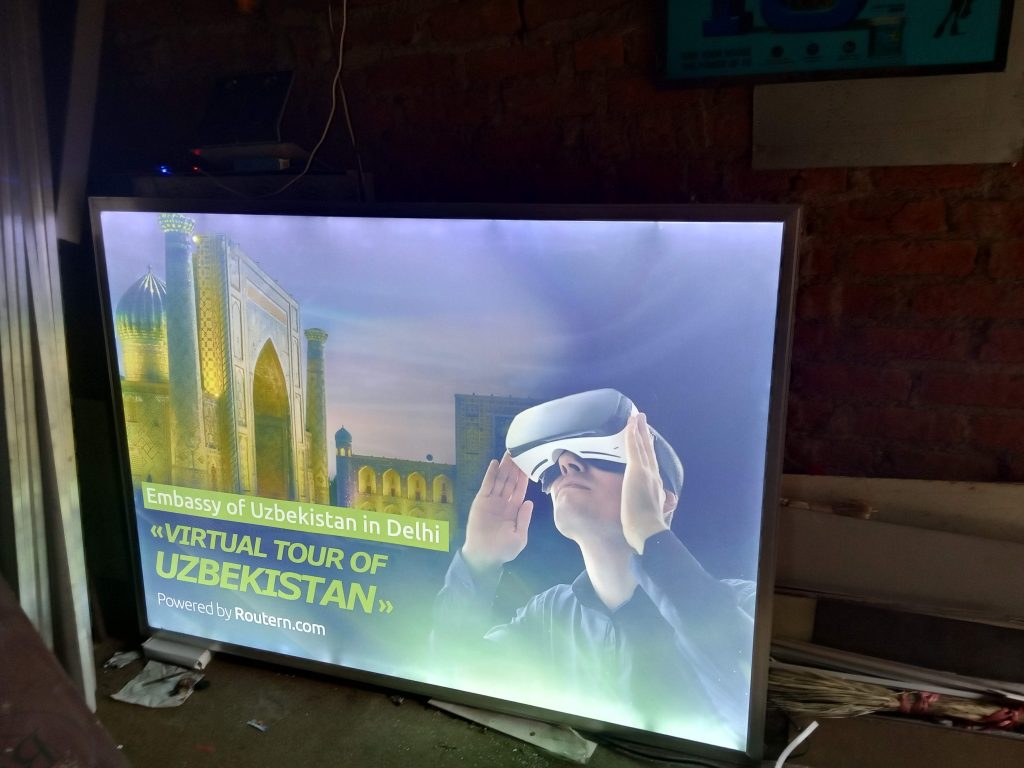 Embassy of Uzbekistan in Delhi
«VIRTUAL TOUR OF
UZBEKISTAN»
Powered by Routern.com